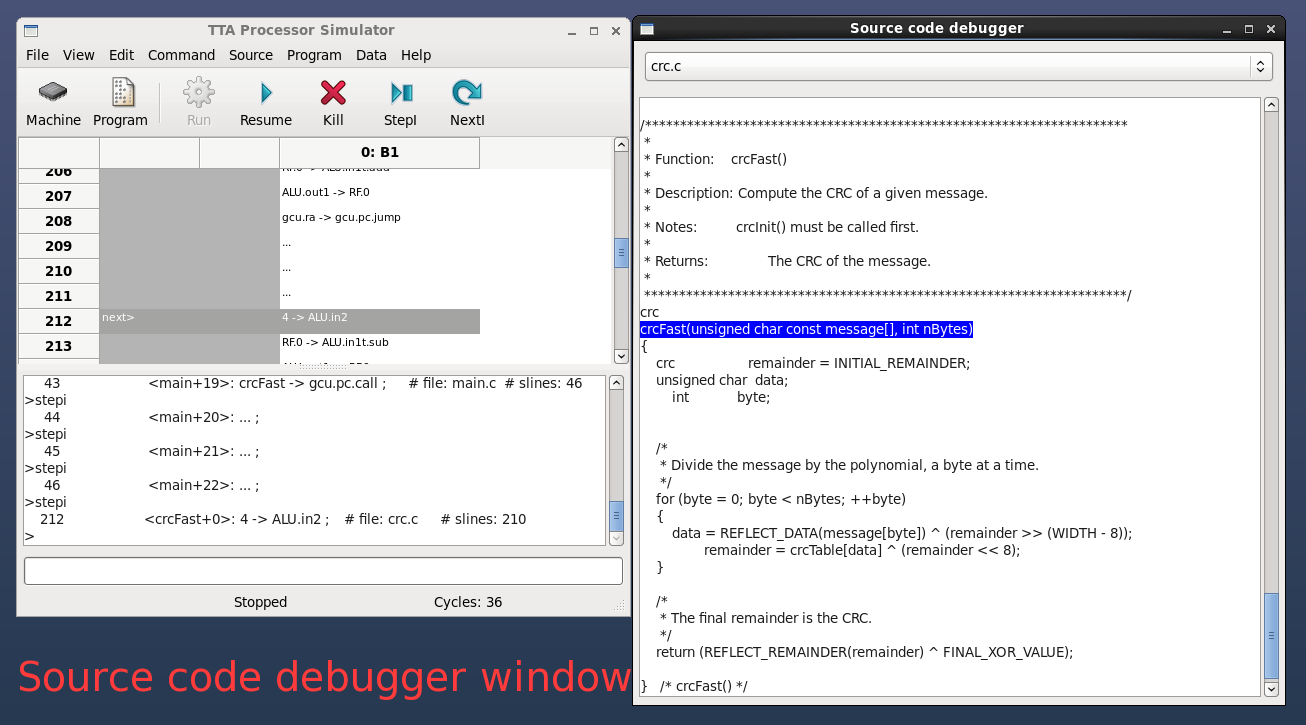 TTA Processor Simulator
File View Edit Command Source Program Data Help
Machine Program Run Resume Kill StepI NextI
0: B1
206 RF.0 -> ALU.in1t.add
207 ALU.out1 -> RF.0
208 gcu.ra -> gcu.pc.jump
209 ...
210 ...
211 ...
212 next> 4 -> ALU.in2
213 RF.0 -> ALU.in1t.sub
43 <main+19>: crcFast -> gcu.pc.call ; # file: main.c # slines: 46
>stepi
44 <main+20>: ... ;
>stepi
45 <main+21>: ... ;
>stepi
46 <main+22>: ... ;
>stepi
212 <crcFast+0>: 4 -> ALU.in2 ; # file: crc.c # slines: 210
>
Stopped Cycles: 36
Source code debugger window
Source code debugger
crc.c
/*********************************************************************
*
* Function: crcFast()
*
* Description: Compute the CRC of a given message.
*
* Notes: crcInit() must be called first.
*
* Returns: The CRC of the message.
*
*********************************************************************/
crc
crcFast(unsigned char const message[], int nBytes)
{
crc remainder = INITIAL_REMAINDER;
unsigned char data;
int byte;
/*
* Divide the message by the polynomial, a byte at a time.
*/
for (byte = 0; byte < nBytes; ++byte)
{
data = REFLECT_DATA(message[byte]) ^ (remainder >> (WIDTH - 8));
remainder = crcTable[data] ^ (remainder << 8);
}
/*
* The final remainder is the CRC.
*/
return (REFLECT_REMAINDER(remainder) ^ FINAL_XOR_VALUE);
} /* crcFast() */